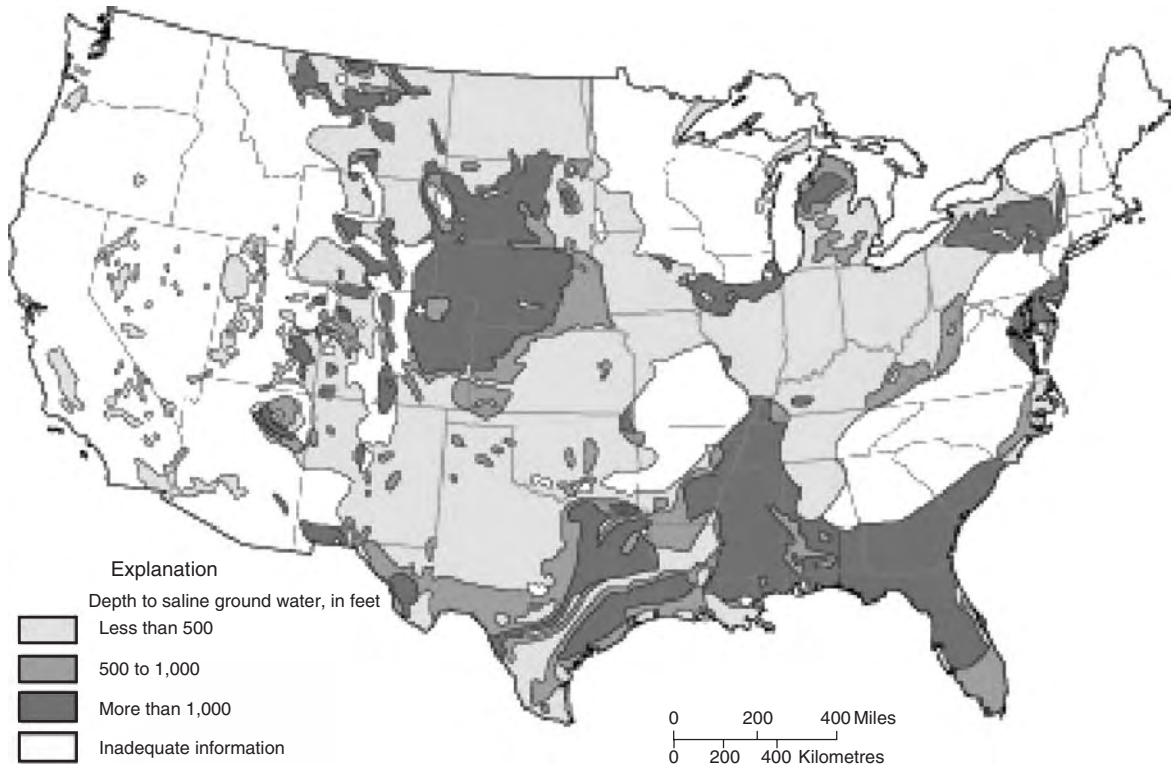 Explanation
Depth to saline ground water, in feet
Less than 500
500 to 1,000
More than 1,000
Inadequate information
0 200 400 Miles
0 200 400 Kilometres